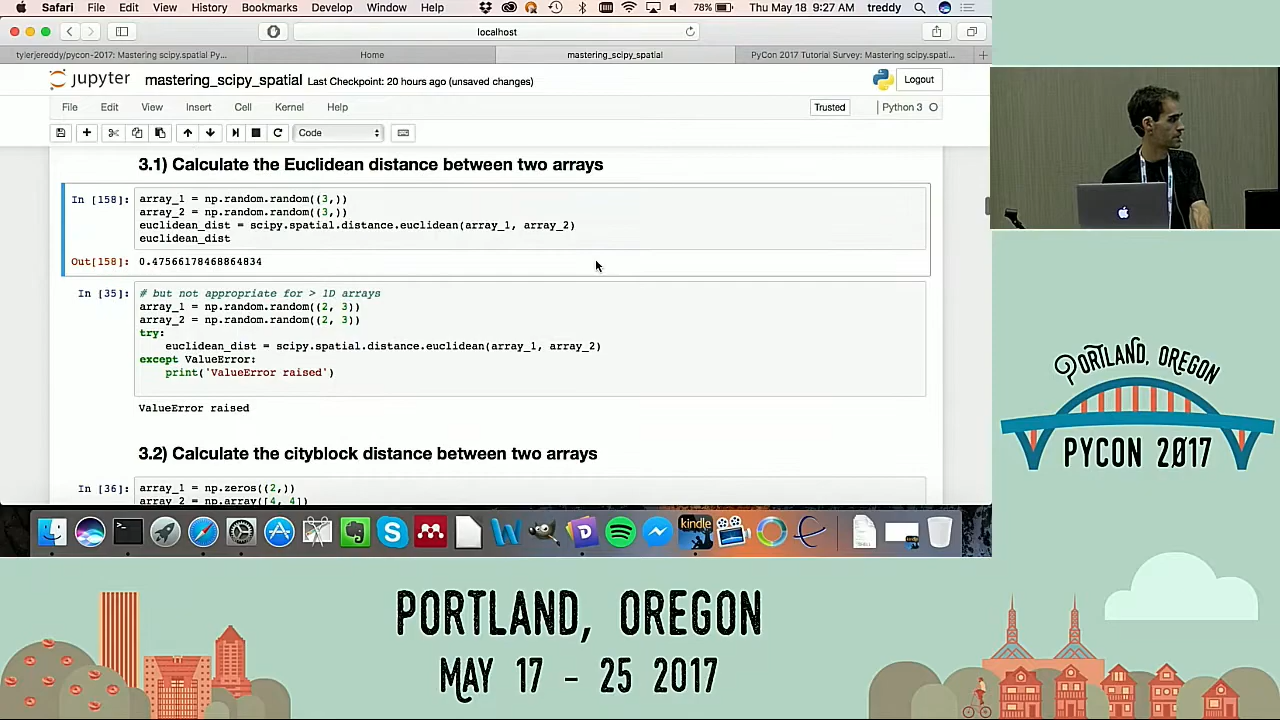 Safari File Edit View History Bookmarks Develop Window Help 78% Thu May 18 9:27 AM treddy
localhost
tylerjereddy/pycon-2017: Mastering scipy.spatial Py... Home mastering_scipy_spatial PyCon 2017 Tutorial Survey: Mastering scipy.spati...
jupyter mastering_scipy_spatial Last Checkpoint: 20 hours ago (unsaved changes) Logout
File Edit View Insert Cell Kernel Help Trusted Python 3
Code
3.1) Calculate the Euclidean distance between two arrays
In [158]: array_1 = np.random.random((3,))
array_2 = np.random.random((3,))
euclidean_dist = scipy.spatial.distance.euclidean(array_1, array_2)
euclidean_dist
Out[158]: 0.47566178468864834
In [35]: # but not appropriate for > 1D arrays
array_1 = np.random.random((2, 3))
array_2 = np.random.random((2, 3))
try:
euclidean_dist = scipy.spatial.distance.euclidean(array_1, array_2)
except ValueError:
print('ValueError raised')
ValueError raised
3.2) Calculate the cityblock distance between two arrays
In [36]: array_1 = np.zeros((2,))
array_2 = np.array([4, 4])
kindle
PORTLAND, OREGON
PYCON 2017
PORTLAND, OREGON
MAY 17 - 25 2017